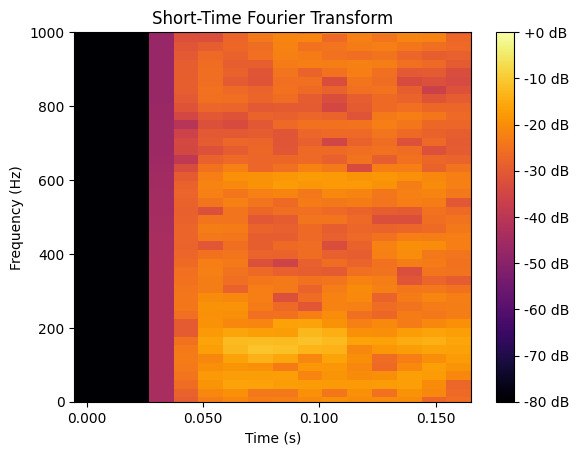 Short-Time Fourier Transform
Frequency (Hz)
1000
800
600
400
200
0
0.000
0.050
0.100
0.150
Time (s)
+0 dB
-10 dB
-20 dB
-30 dB
-40 dB
-50 dB
-60 dB
-70 dB
-80 dB